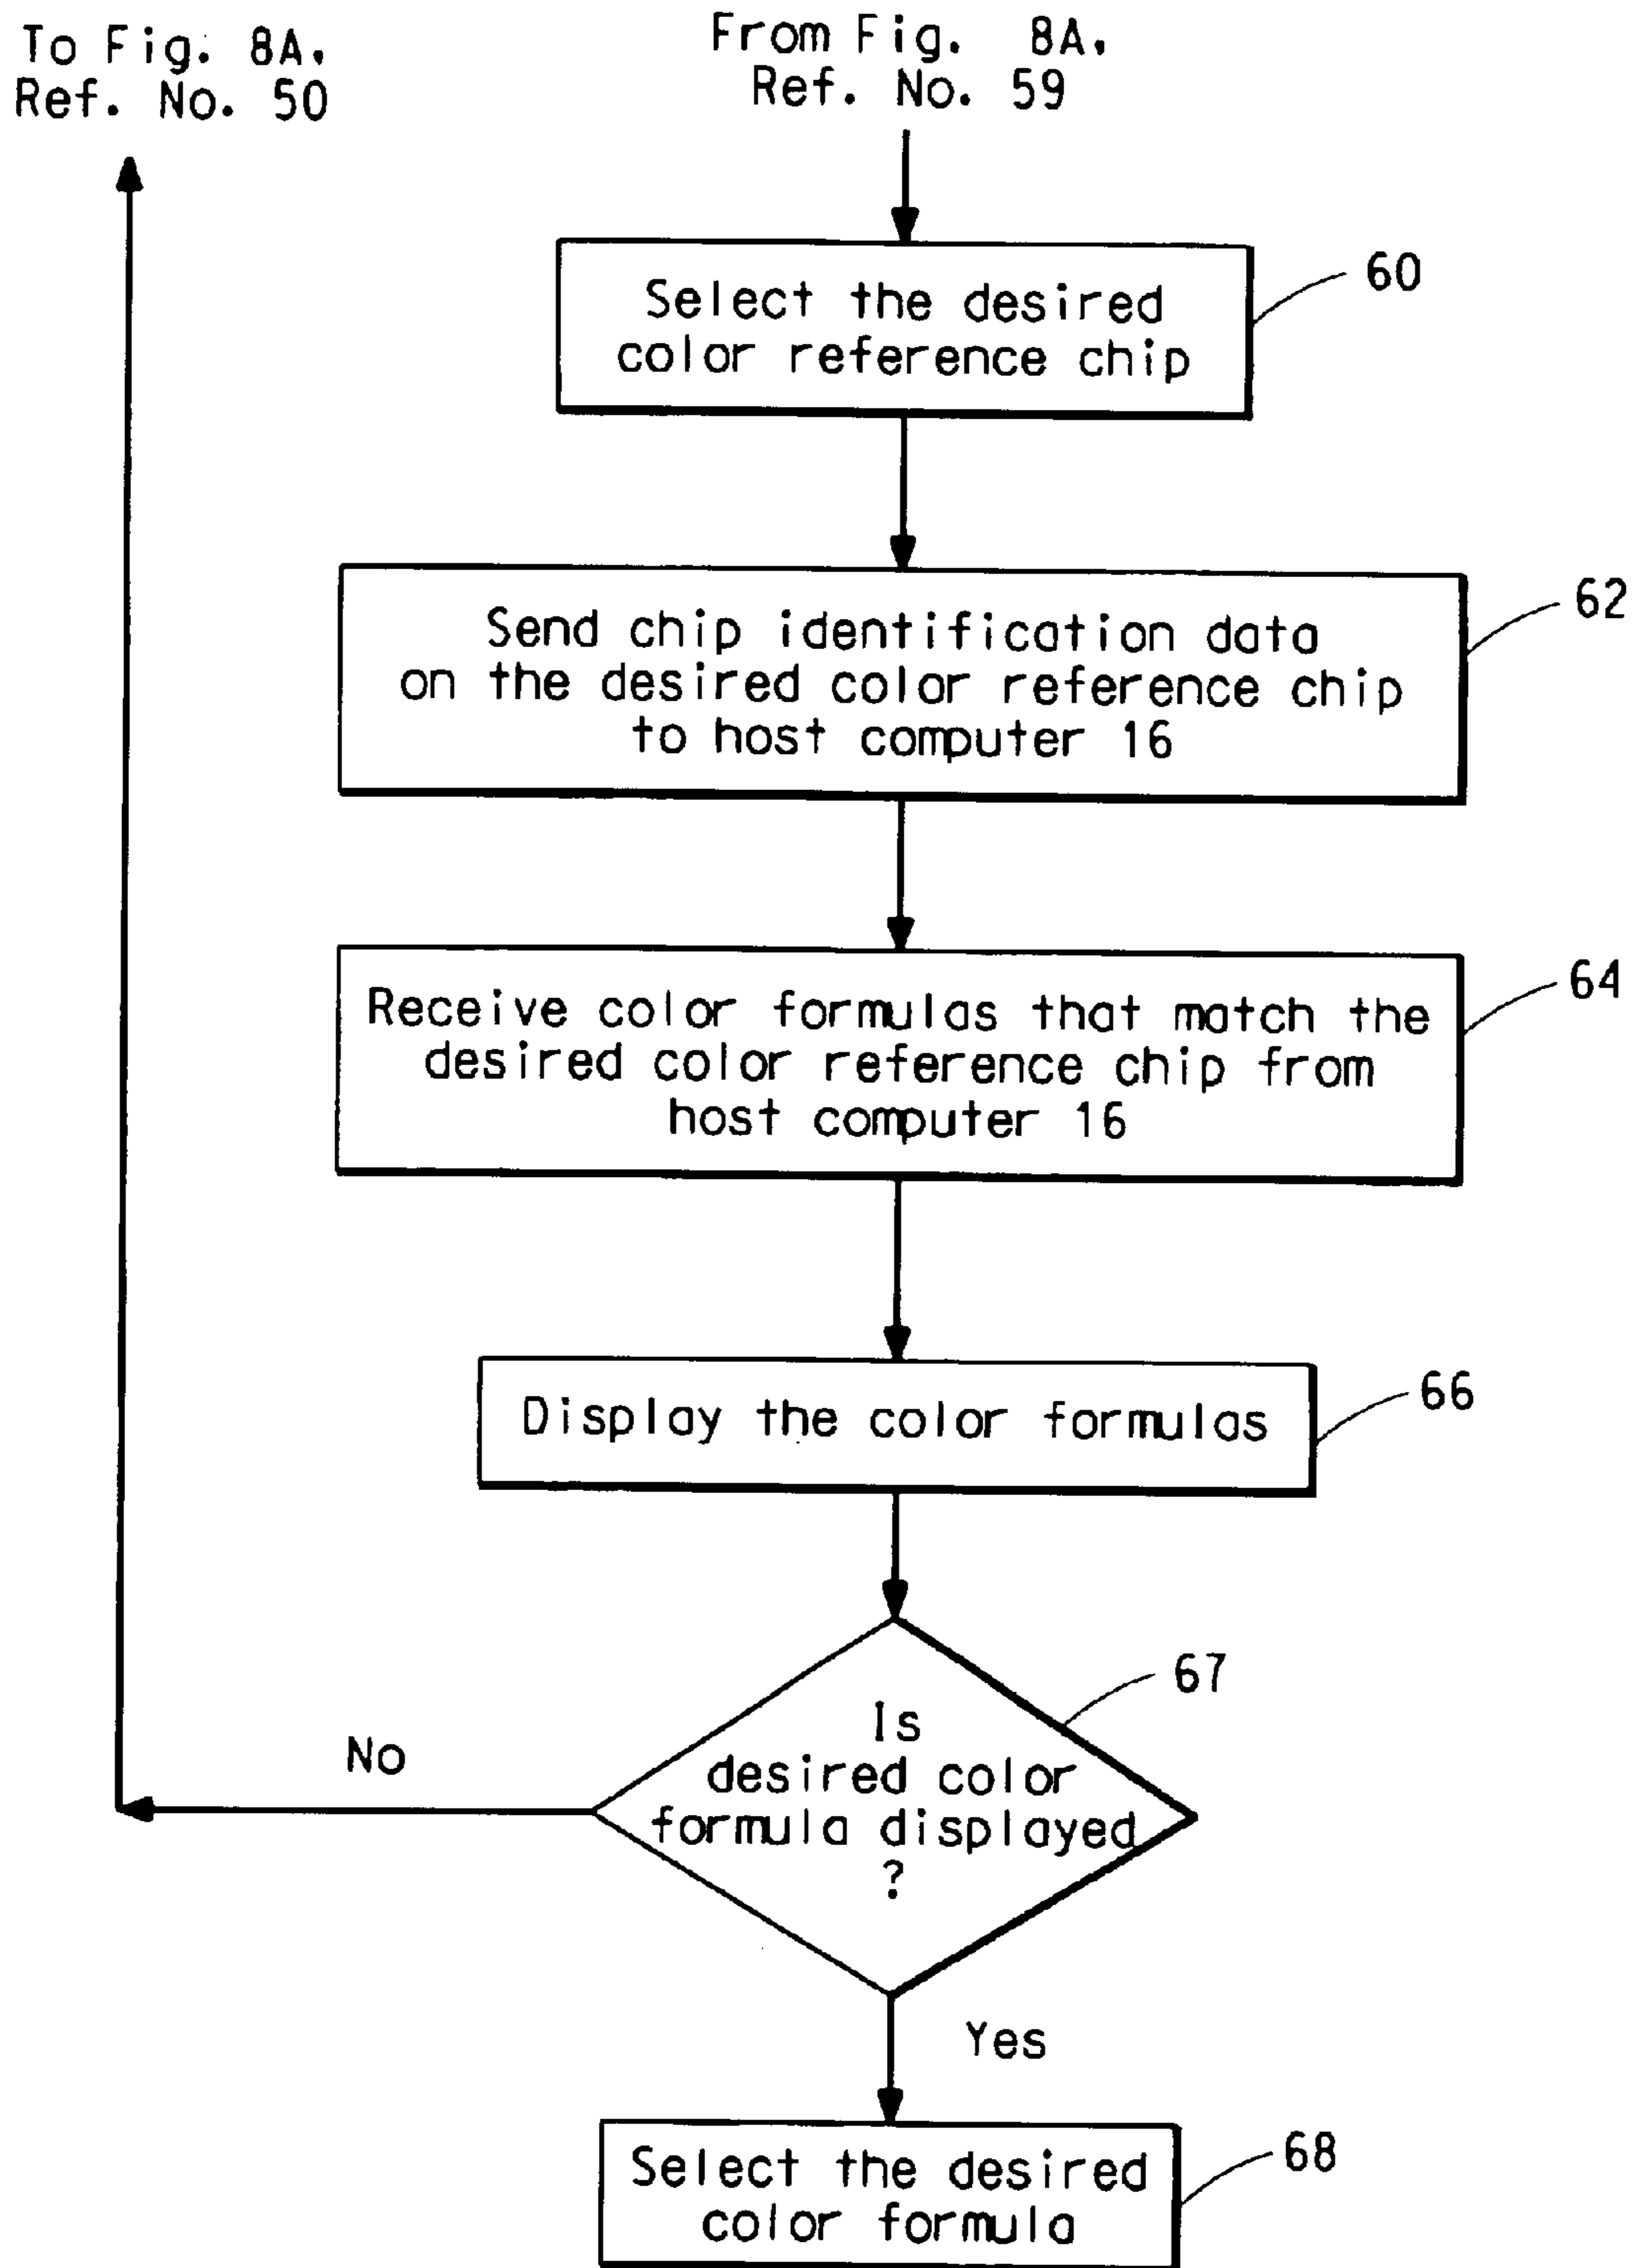 To Fig. 8A,
Ref. No. 50
From Fig. 8A,
Ref. No. 59
Select the desired
color reference chip
60
Send chip identification data
on the desired color reference chip
to host computer 16
62
Receive color formulas that match the
desired color reference chip from
host computer 16
64
Display the color formulas
66
Is
desired color
formula displayed
?
67
No
Yes
Select the desired
color formula
68